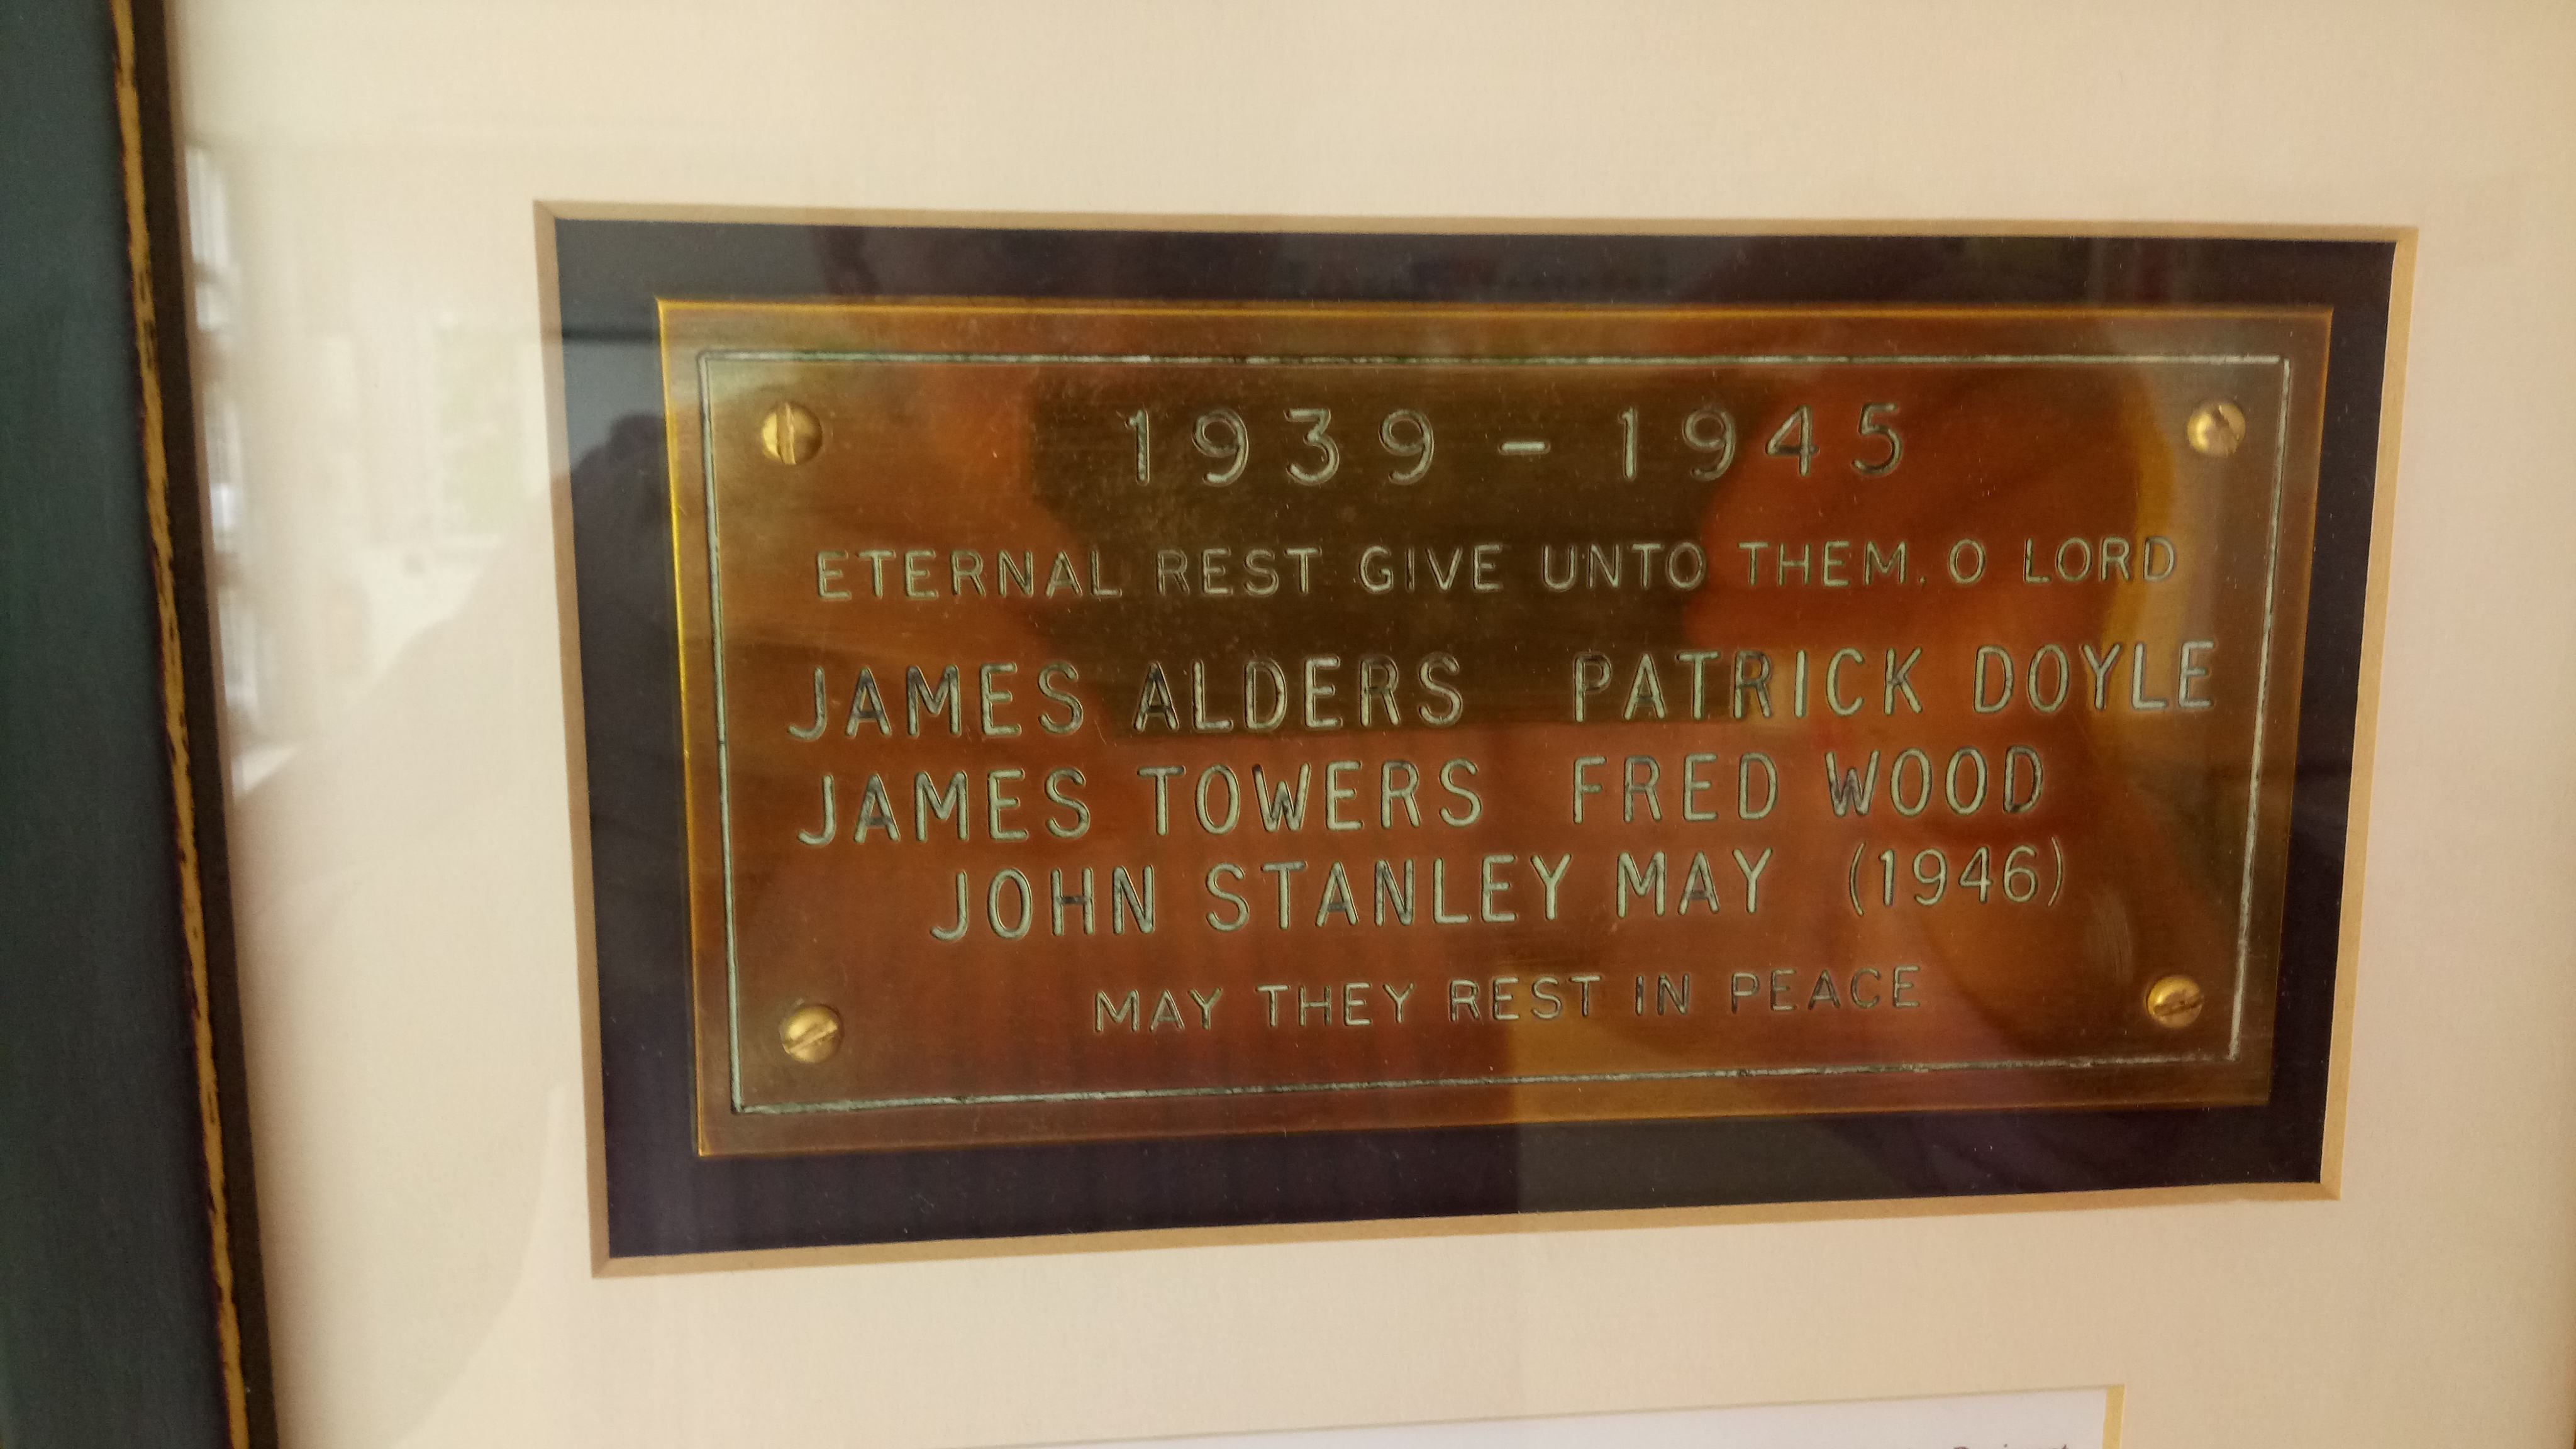 1939 - 1945
ETERNAL REST GIVE UNTO THEM, O LORD
JAMES ALDERS PATRICK DOYLE
JAMES TOWERS FRED WOOD
JOHN STANLEY MAY (1946)
MAY THEY REST IN PEACE